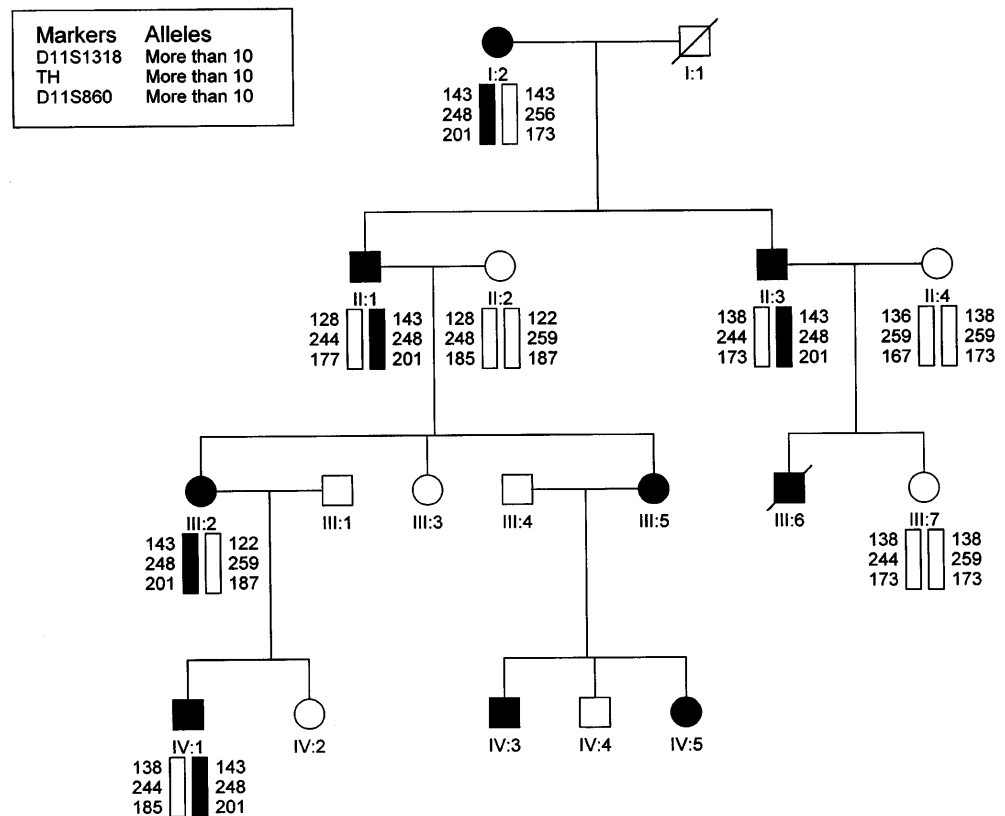 Markers Alleles
D11S1318 More than 10
TH More than 10
D11S860 More than 10
I:2 I:1
143 143
248 256
201 173
II:1 II:2 II:3 II:4
128 143 128 122 138 143 136 138
244 248 248 259 244 248 259 259
177 201 185 187 173 201 167 173
III:2 III:1 III:3 III:4 III:5 III:6 III:7
143 122 138 138
248 259 244 259
201 187 173 173
IV:1 IV:2 IV:3 IV:4 IV:5
138 143
244 248
185 201